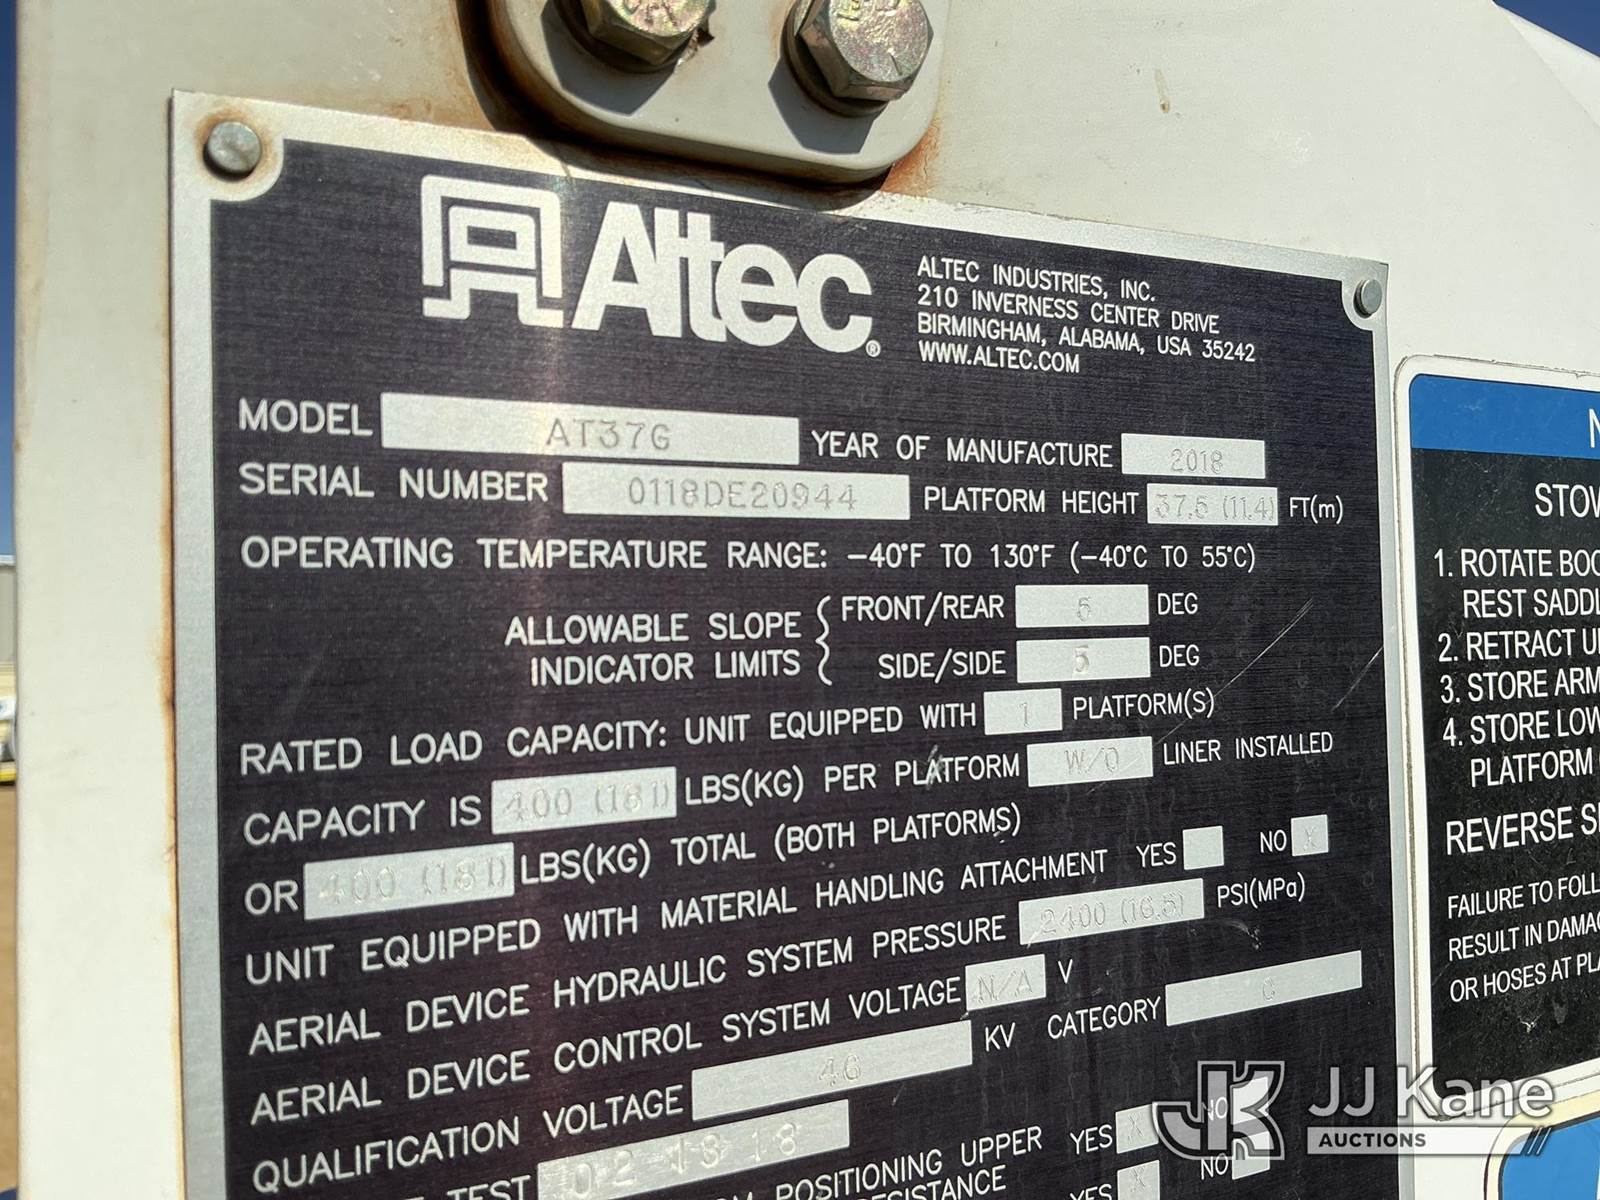 Altec®
ALTEC INDUSTRIES, INC.
210 INVERNESS CENTER DRIVE
BIRMINGHAM, ALABAMA, USA 35242
WWW.ALTEC.COM
MODEL AT37G YEAR OF MANUFACTURE 2018
SERIAL NUMBER 0118DE20944 PLATFORM HEIGHT 37.5 (11.4) FT(m)
OPERATING TEMPERATURE RANGE: -40°F TO 130°F (-40°C TO 55°C)
ALLOWABLE SLOPE INDICATOR LIMITS
FRONT/REAR 5 DEG
SIDE/SIDE 5 DEG
RATED LOAD CAPACITY: UNIT EQUIPPED WITH 1 PLATFORM(S)
CAPACITY IS 400 (181) LBS(KG) PER PLATFORM W/O LINER INSTALLED
OR 400 (181) LBS(KG) TOTAL (BOTH PLATFORMS)
UNIT EQUIPPED WITH MATERIAL HANDLING ATTACHMENT YES NO X
AERIAL DEVICE HYDRAULIC SYSTEM PRESSURE 2400 (16.5) PSI(MPa)
AERIAL DEVICE CONTROL SYSTEM VOLTAGE N/A V
QUALIFICATION VOLTAGE 46 KV CATEGORY C
TEST 02 13 18
POSITIONING UPPER YES X NO
YES X NO
STOW
1. ROTATE BOO
REST SADDL
2. RETRACT U
3. STORE ARM
4. STORE LOW
PLATFORM
REVERSE S
FAILURE TO FOLL
RESULT IN DAMAG
OR HOSES AT PLA
JJ Kane
AUCTIONS